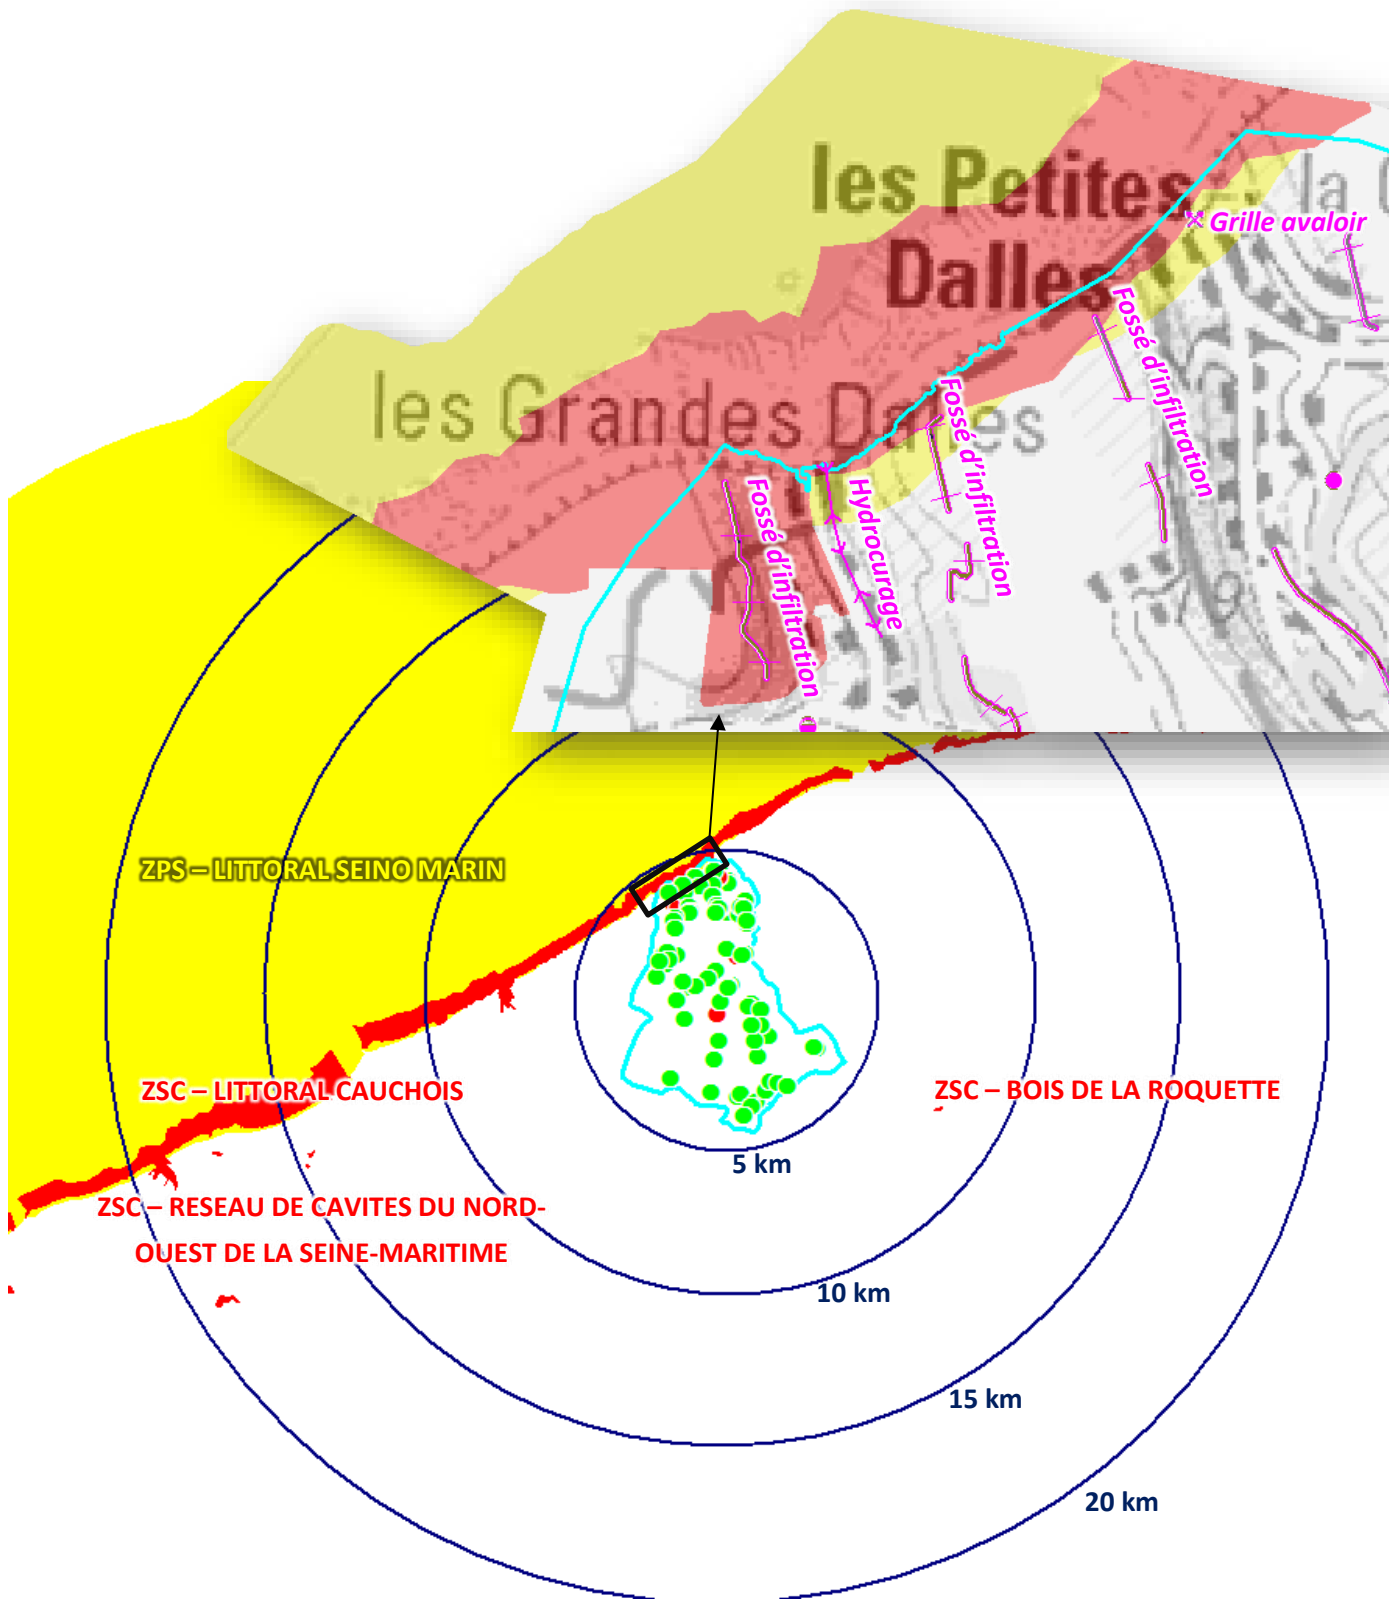 les Petites
Dalles
la
Grille avaloir
les Grandes Dalles
Fossé d'infiltration
Fossé d'infiltration
Hydrocurage
Fossé d'infiltration
ZPS – LITTORAL SEINO MARIN
ZSC – LITTORAL CAUCHOIS
ZSC – BOIS DE LA ROQUETTE
5 km
ZSC – RESEAU DE CAVITES DU NORD-
OUEST DE LA SEINE-MARITIME
10 km
15 km
20 km